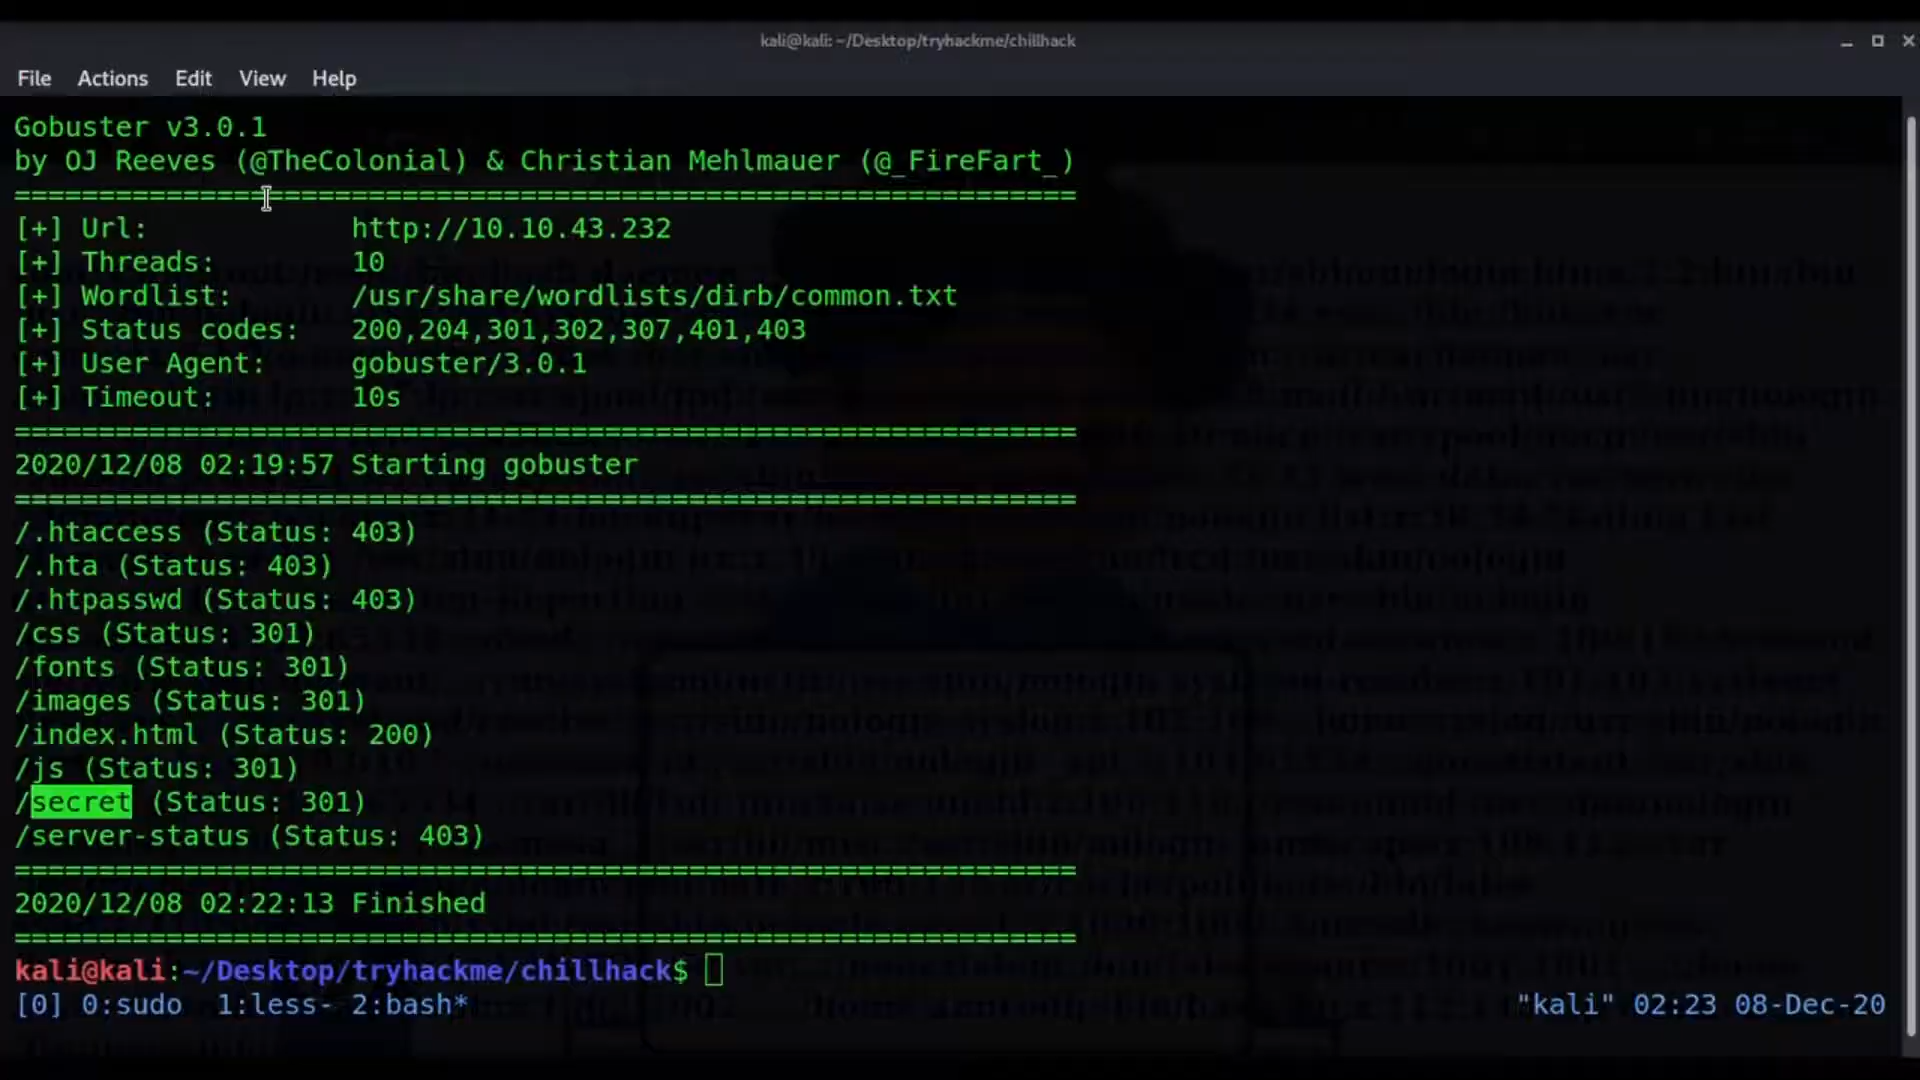 kali@kali: ~/Desktop/tryhackme/chillhack
File Actions Edit View Help
Gobuster v3.0.1
by OJ Reeves (@TheColonial) & Christian Mehlmauer (@_FireFart_)
===============================================================
[+] Url:            http://10.10.43.232
[+] Threads:        10
[+] Wordlist:       /usr/share/wordlists/dirb/common.txt
[+] Status codes:   200,204,301,302,307,401,403
[+] User Agent:     gobuster/3.0.1
[+] Timeout:        10s
===============================================================
2020/12/08 02:19:57 Starting gobuster
===============================================================
/.htaccess (Status: 403)
/.hta (Status: 403)
/.htpasswd (Status: 403)
/css (Status: 301)
/fonts (Status: 301)
/images (Status: 301)
/index.html (Status: 200)
/js (Status: 301)
/secret (Status: 301)
/server-status (Status: 403)
===============================================================
2020/12/08 02:22:13 Finished
===============================================================
kali@kali:~/Desktop/tryhackme/chillhack$
[0] 0:sudo  1:less- 2:bash* "kali" 02:23 08-Dec-20